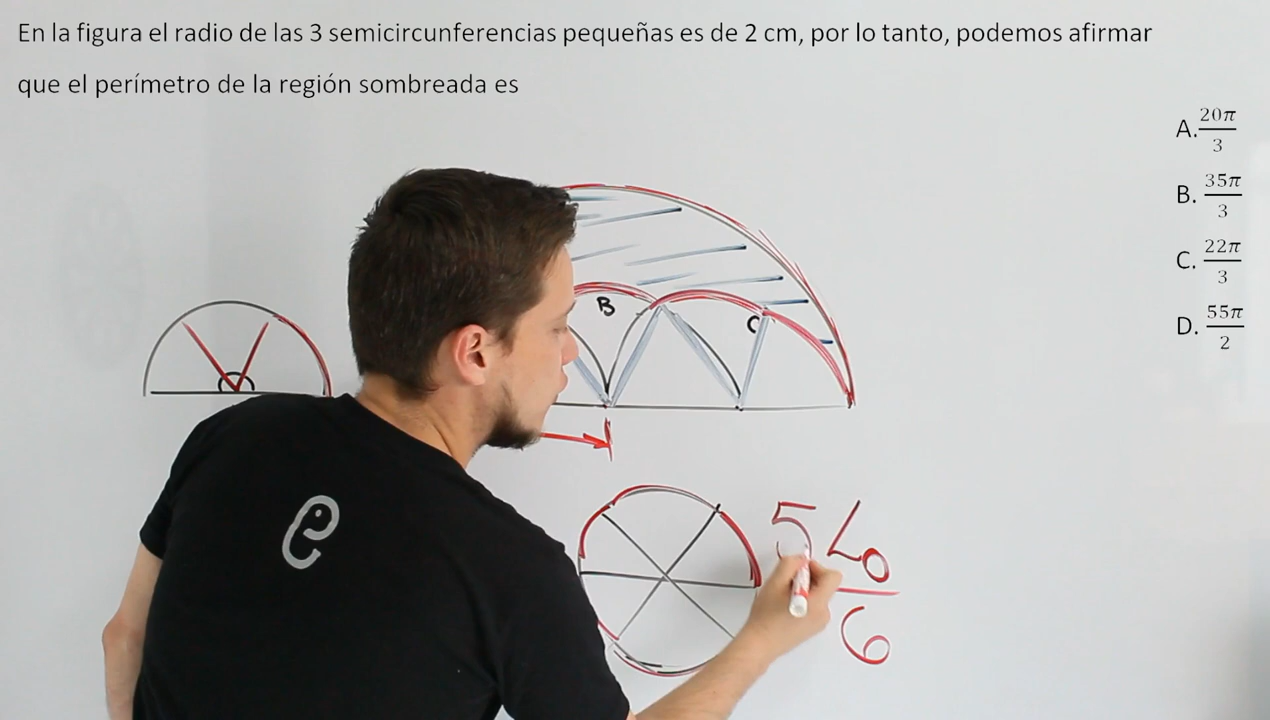 En la figura el radio de las 3 semicircunferencias pequeñas es de 2 cm, por lo tanto, podemos afirmar
que el perímetro de la región sombreada es
A. 20π/3
B. 35π/3
C. 22π/3
D. 55π/2
B
C
5 L₀
6
e